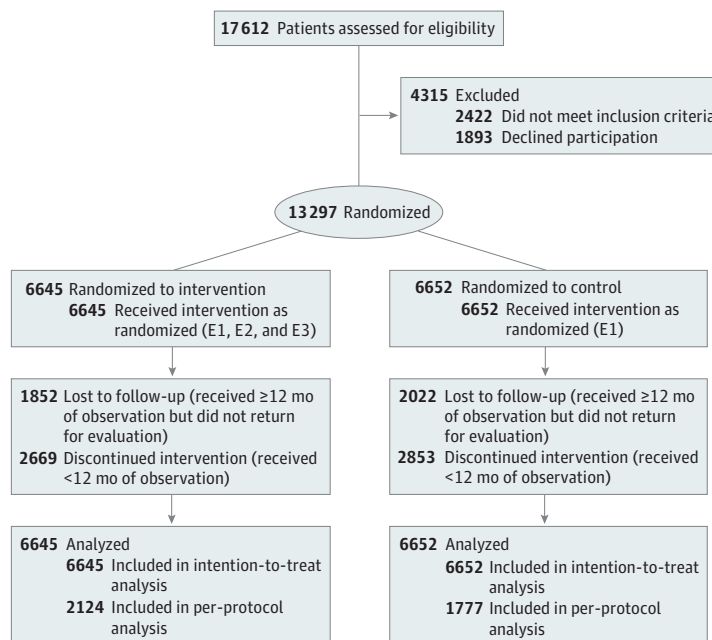 17 612 Patients assessed for eligibility
4315 Excluded
2422 Did not meet inclusion criteria
1893 Declined participation
13 297 Randomized
6645 Randomized to intervention
6645 Received intervention as
randomized (E1, E2, and E3)
6652 Randomized to control
6652 Received intervention as
randomized (E1)
1852 Lost to follow-up (received ≥12 mo
of observation but did not return
for evaluation)
2669 Discontinued intervention (received
<12 mo of observation)
2022 Lost to follow-up (received ≥12 mo
of observation but did not return
for evaluation)
2853 Discontinued intervention (received
<12 mo of observation)
6645 Analyzed
6645 Included in intention-to-treat
analysis
2124 Included in per-protocol
analysis
6652 Analyzed
6652 Included in intention-to-treat
analysis
1777 Included in per-protocol
analysis